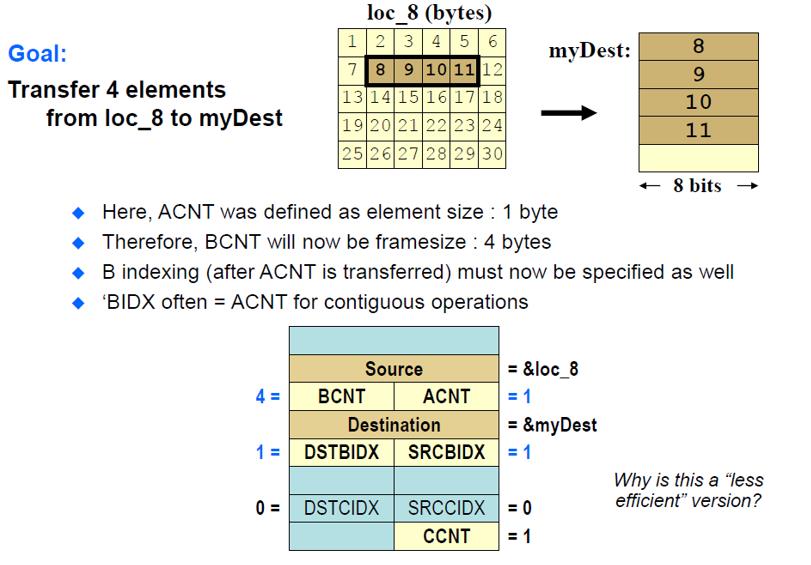 loc_8 (bytes)
Goal:
Transfer 4 elements
from loc_8 to myDest
1 2 3 4 5 6
7 8 9 10 11 12
13 14 15 16 17 18
19 20 21 22 23 24
25 26 27 28 29 30
myDest:
8
9
10
11
8 bits
Here, ACNT was defined as element size : 1 byte
Therefore, BCNT will now be framesize : 4 bytes
B indexing (after ACNT is transferred) must now be specified as well
‘BIDX often = ACNT for contiguous operations
Source = &loc_8
4 = BCNT ACNT = 1
Destination = &myDest
1 = DSTBIDX SRCBIDX = 1
0 = DSTCIDX SRCCIDX = 0
CCNT = 1
Why is this a “less
efficient” version?